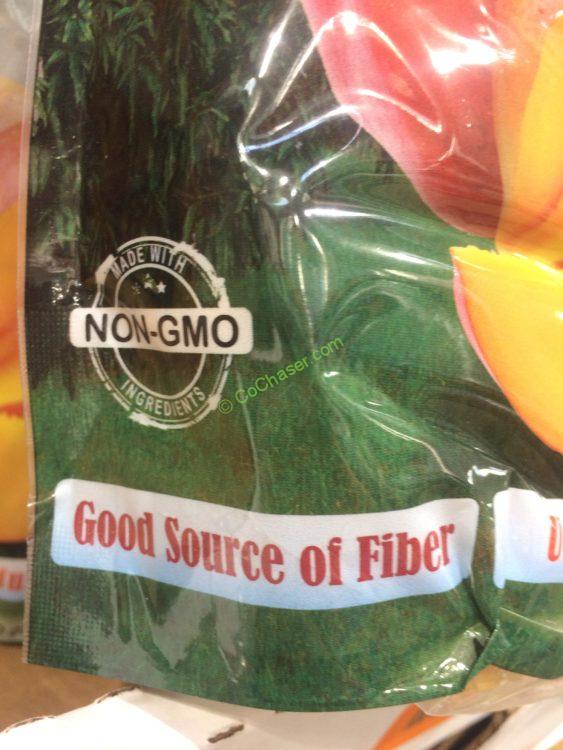 MADE WITH
NON-GMO
INGREDIENTS
© CoChaser.com
Good Source of Fiber